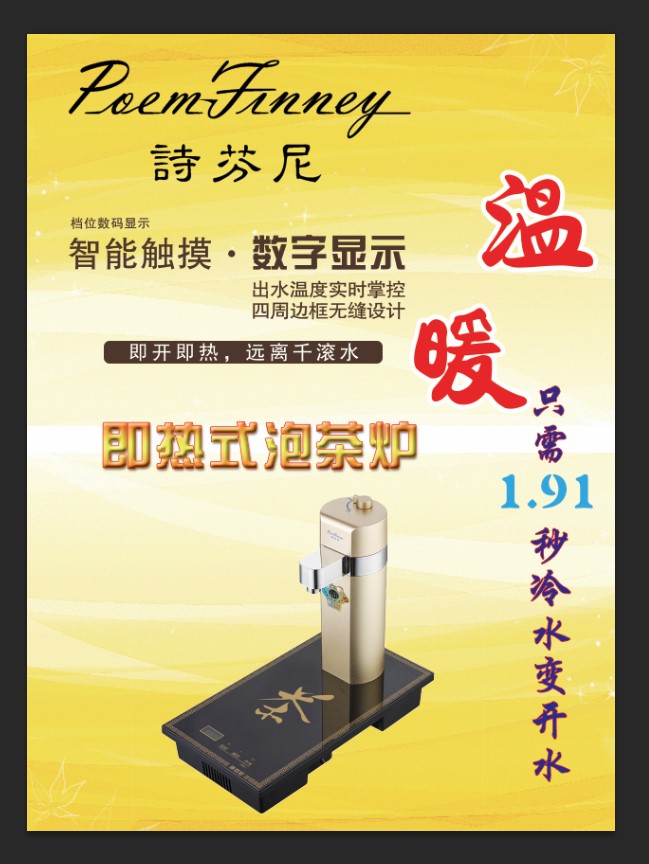 Poem Finney
詩芬尼
档位数码显示
智能触摸·数字显示
出水温度实时掌控
四周边框无缝设计
即开即热，远离千滚水
温暖
只需1.91秒冷水变开水
即热式泡茶炉
茶